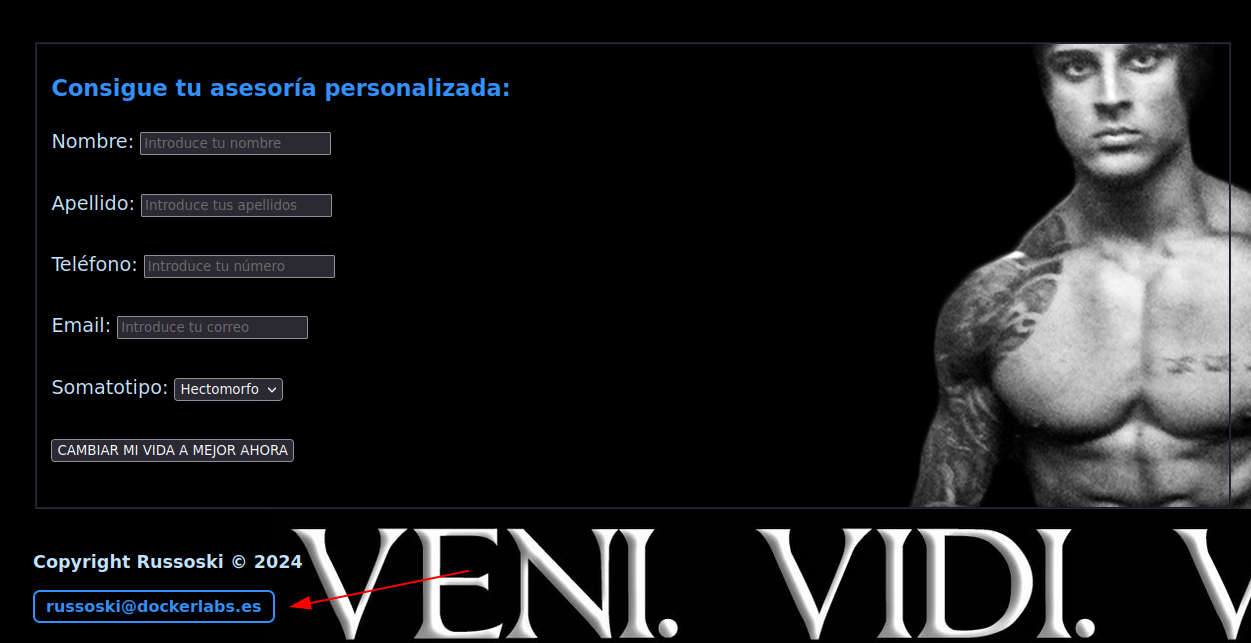 Consigue tu asesoría personalizada:
Nombre: Introduce tu nombre
Apellido: Introduce tus apellidos
Teléfono: Introduce tu número
Email: Introduce tu correo
Somatotipo: Hectomorfo
CAMBIAR MI VIDA A MEJOR AHORA
VENI. VIDI. V
Copyright Russoski © 2024
russoski@dockerlabs.es